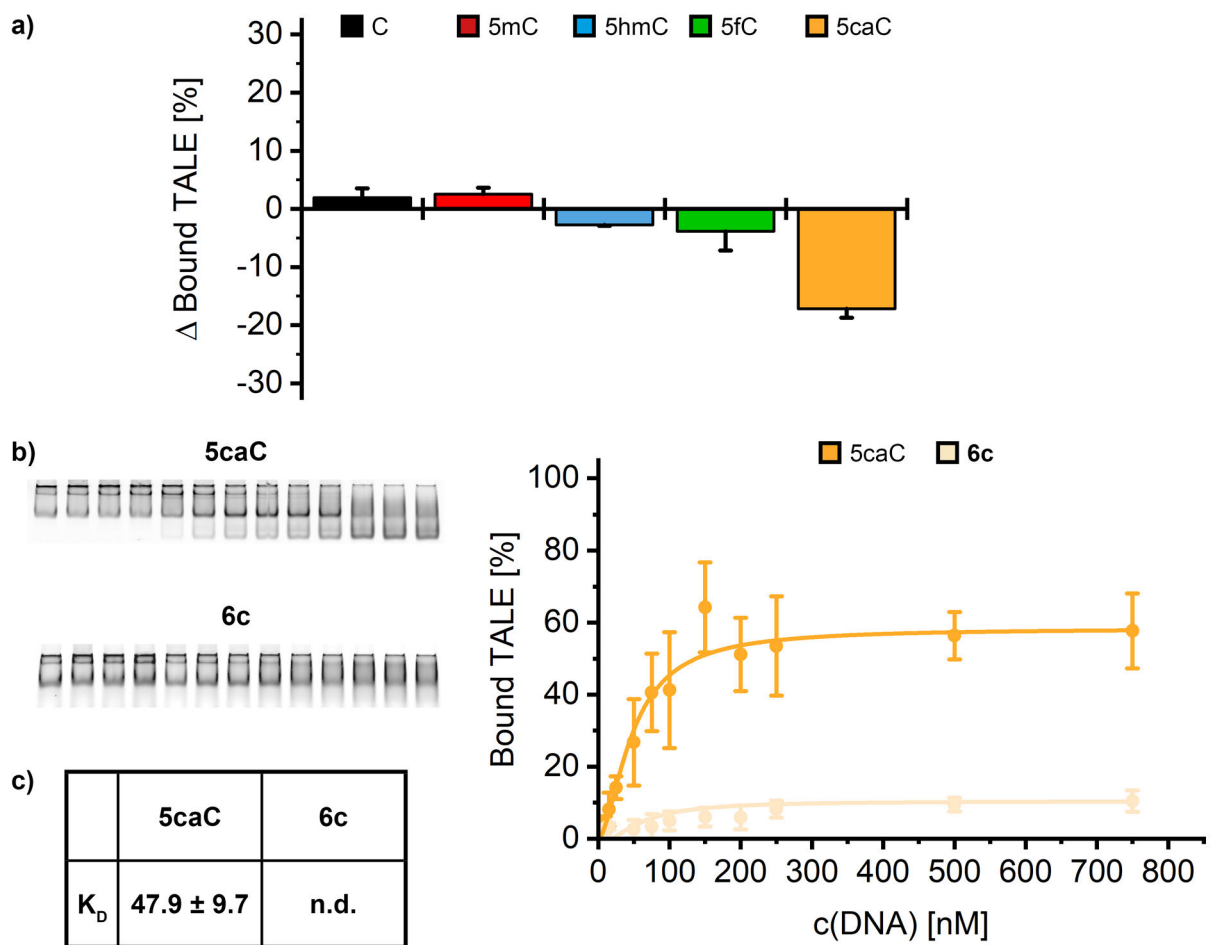 a)
C 5mC 5hmC 5fC 5caC
Δ Bound TALE [%]
30
20
10
0
-10
-20
-30
b)
5caC
6c
5caC 6c
Bound TALE [%]
100
80
60
40
20
0
0 100 200 300 400 500 600 700 800
c(DNA) [nM]
c)
5caC 6c
KD 47.9 ± 9.7 n.d.